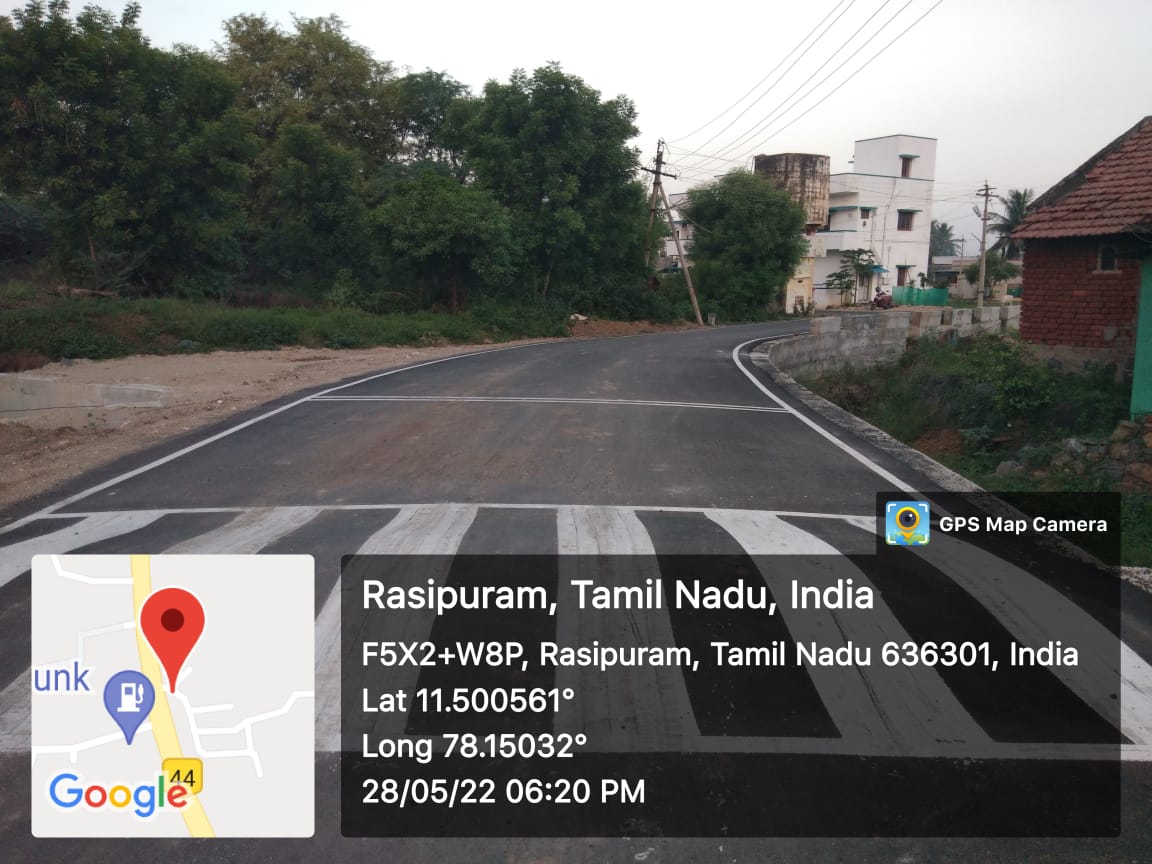 GPS Map Camera
Rasipuram, Tamil Nadu, India
F5X2+W8P, Rasipuram, Tamil Nadu 636301, India
Lat 11.500561°
Long 78.15032°
28/05/22 06:20 PM
unk
44
Google